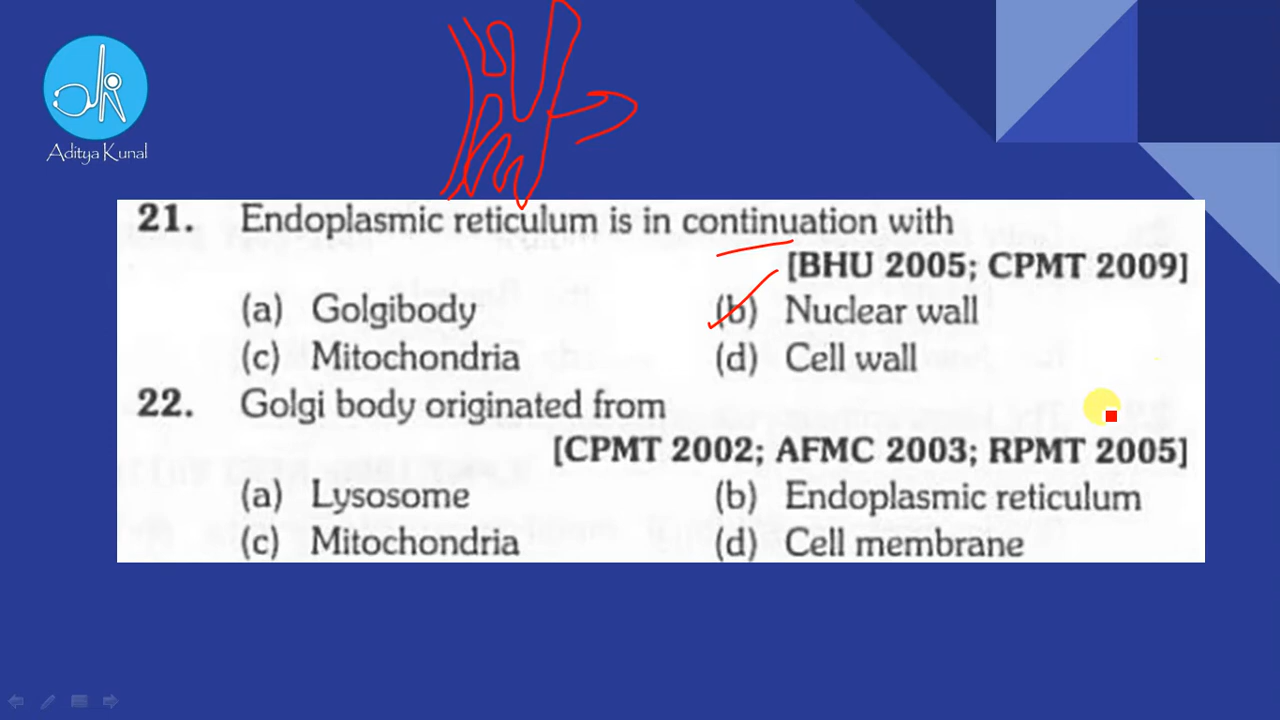 Aditya Kunal
21. Endoplasmic reticulum is in continuation with
[BHU 2005; CPMT 2009]
(a) Golgibody (b) Nuclear wall
(c) Mitochondria (d) Cell wall
22. Golgi body originated from
[CPMT 2002; AFMC 2003; RPMT 2005]
(a) Lysosome (b) Endoplasmic reticulum
(c) Mitochondria (d) Cell membrane